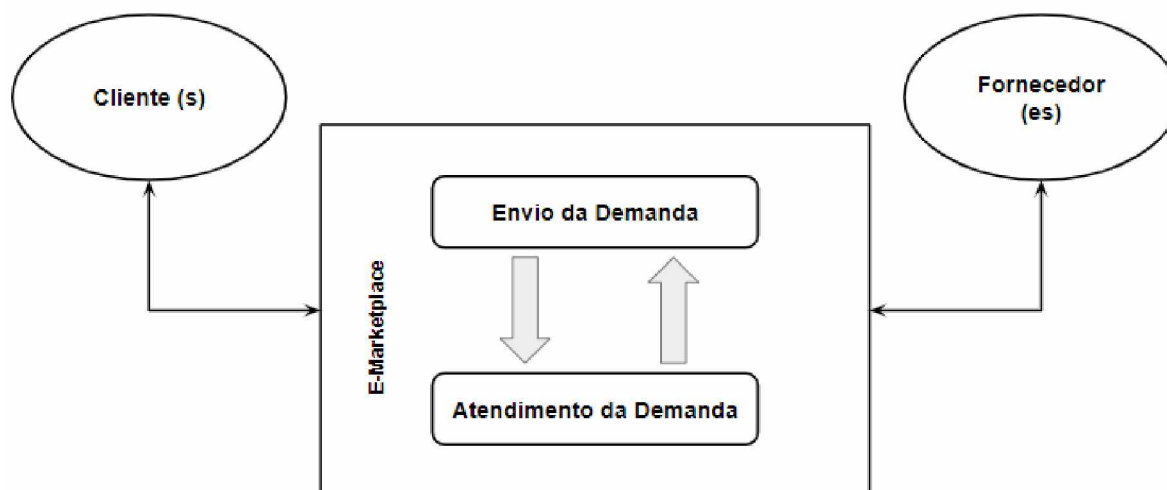 Cliente (s)
Fornecedor
(es)
Envio da Demanda
E-Marketplace
Atendimento da Demanda